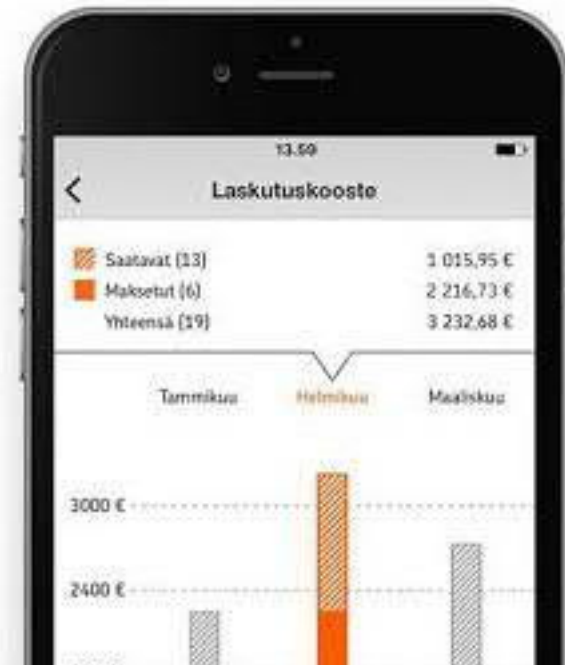 13.59
Laskutuskooste
Saatavat (13) 1 015,95 €
Maksetut (6) 2 216,73 €
Yhteensä (19) 3 232,68 €
Tammikuu Helmikuu Maaliskuu
3000 €
2400 €